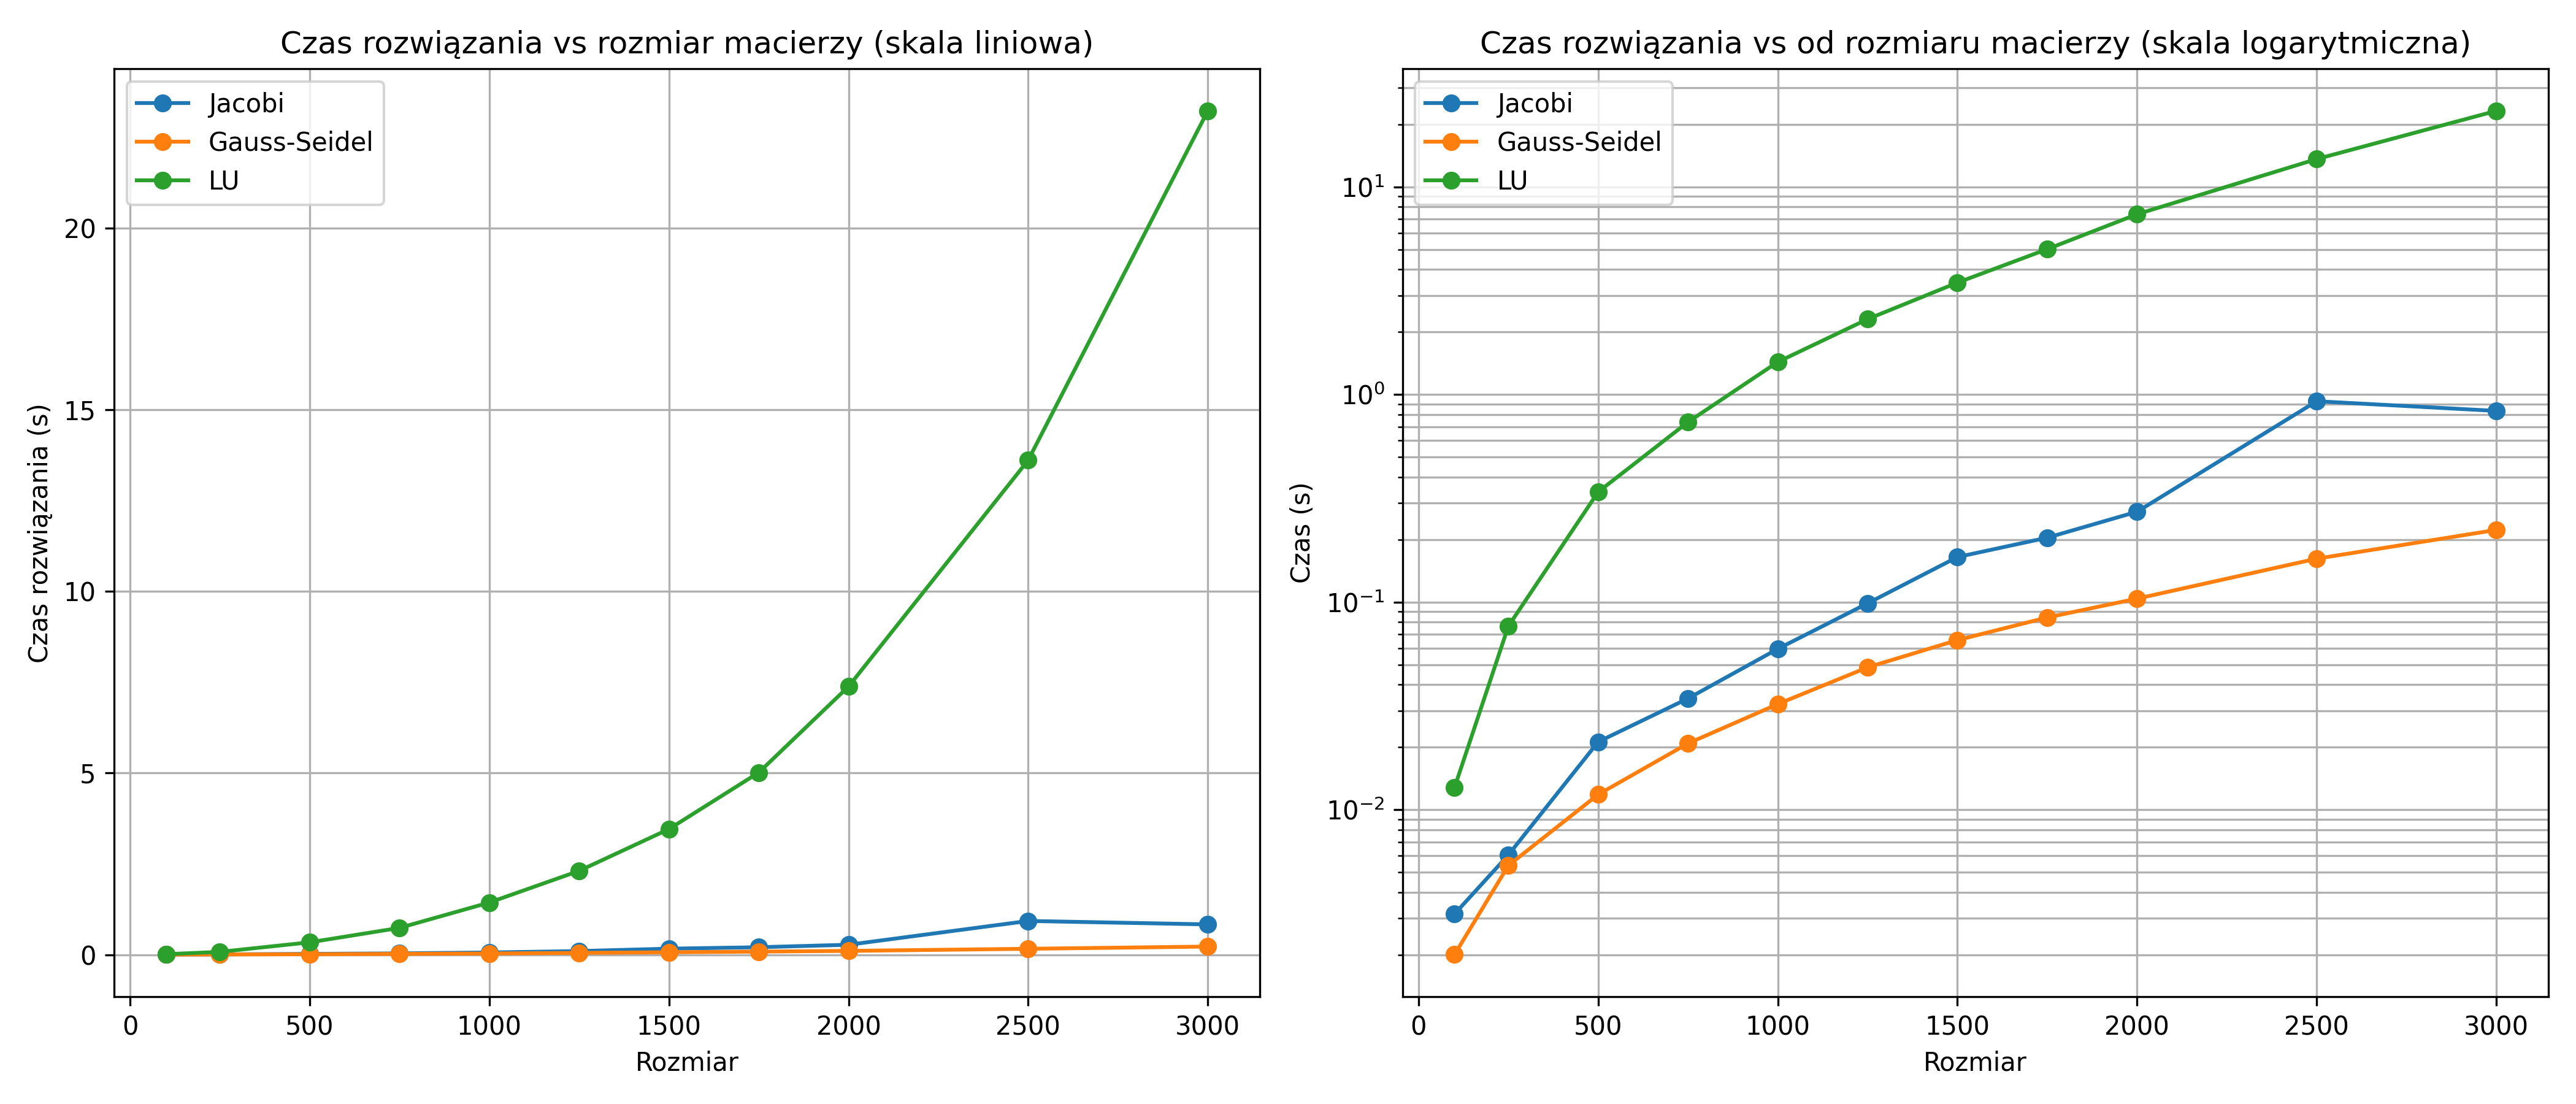 Czas rozwiązania vs rozmiar macierzy (skala liniowa)
Jacobi
Gauss-Seidel
LU
20
15
10
5
0
Czas rozwiązania (s)
0 500 1000 1500 2000 2500 3000
Rozmiar
Czas rozwiązania vs od rozmiaru macierzy (skala logarytmiczna)
Jacobi
Gauss-Seidel
LU
10¹
10⁰
10⁻¹
10⁻²
Czas (s)
0 500 1000 1500 2000 2500 3000
Rozmiar